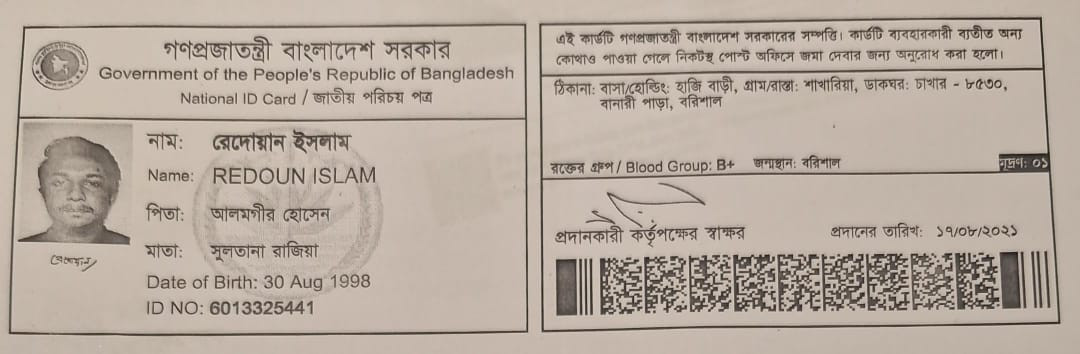 গণপ্রজাতন্ত্রী বাংলাদেশ সরকার
Government of the People's Republic of Bangladesh
National ID Card / জাতীয় পরিচয় পত্র
নাম: রেদোয়ান ইসলাম
Name: REDOUN ISLAM
পিতা: আলমগীর হোসেন
মাতা: সুলতানা রাজিয়া
Date of Birth: 30 Aug 1998
ID NO: 6013325441
এই কার্ডটি গণপ্রজাতন্ত্রী বাংলাদেশ সরকারের সম্পত্তি। কার্ডটি ব্যবহারকারী ব্যতীত অন্য
কোথাও পাওয়া গেলে নিকটস্থ পোস্ট অফিসে জমা দেবার জন্য অনুরোধ করা হলো।
ঠিকানা: বাসা/হোল্ডিং: হাজি বাড়ী, গ্রাম/রাস্তা: শাখারিয়া, ডাকঘর: চাখার - ৮৫৩০,
বানারী পাড়া, বরিশাল
রক্তের গ্রুপ / Blood Group: B+ জন্মস্থান: বরিশাল মুদ্রণ: ০১
প্রদানকারী কর্তৃপক্ষের স্বাক্ষর প্রদানের তারিখ: ১৭/০৮/২০২১